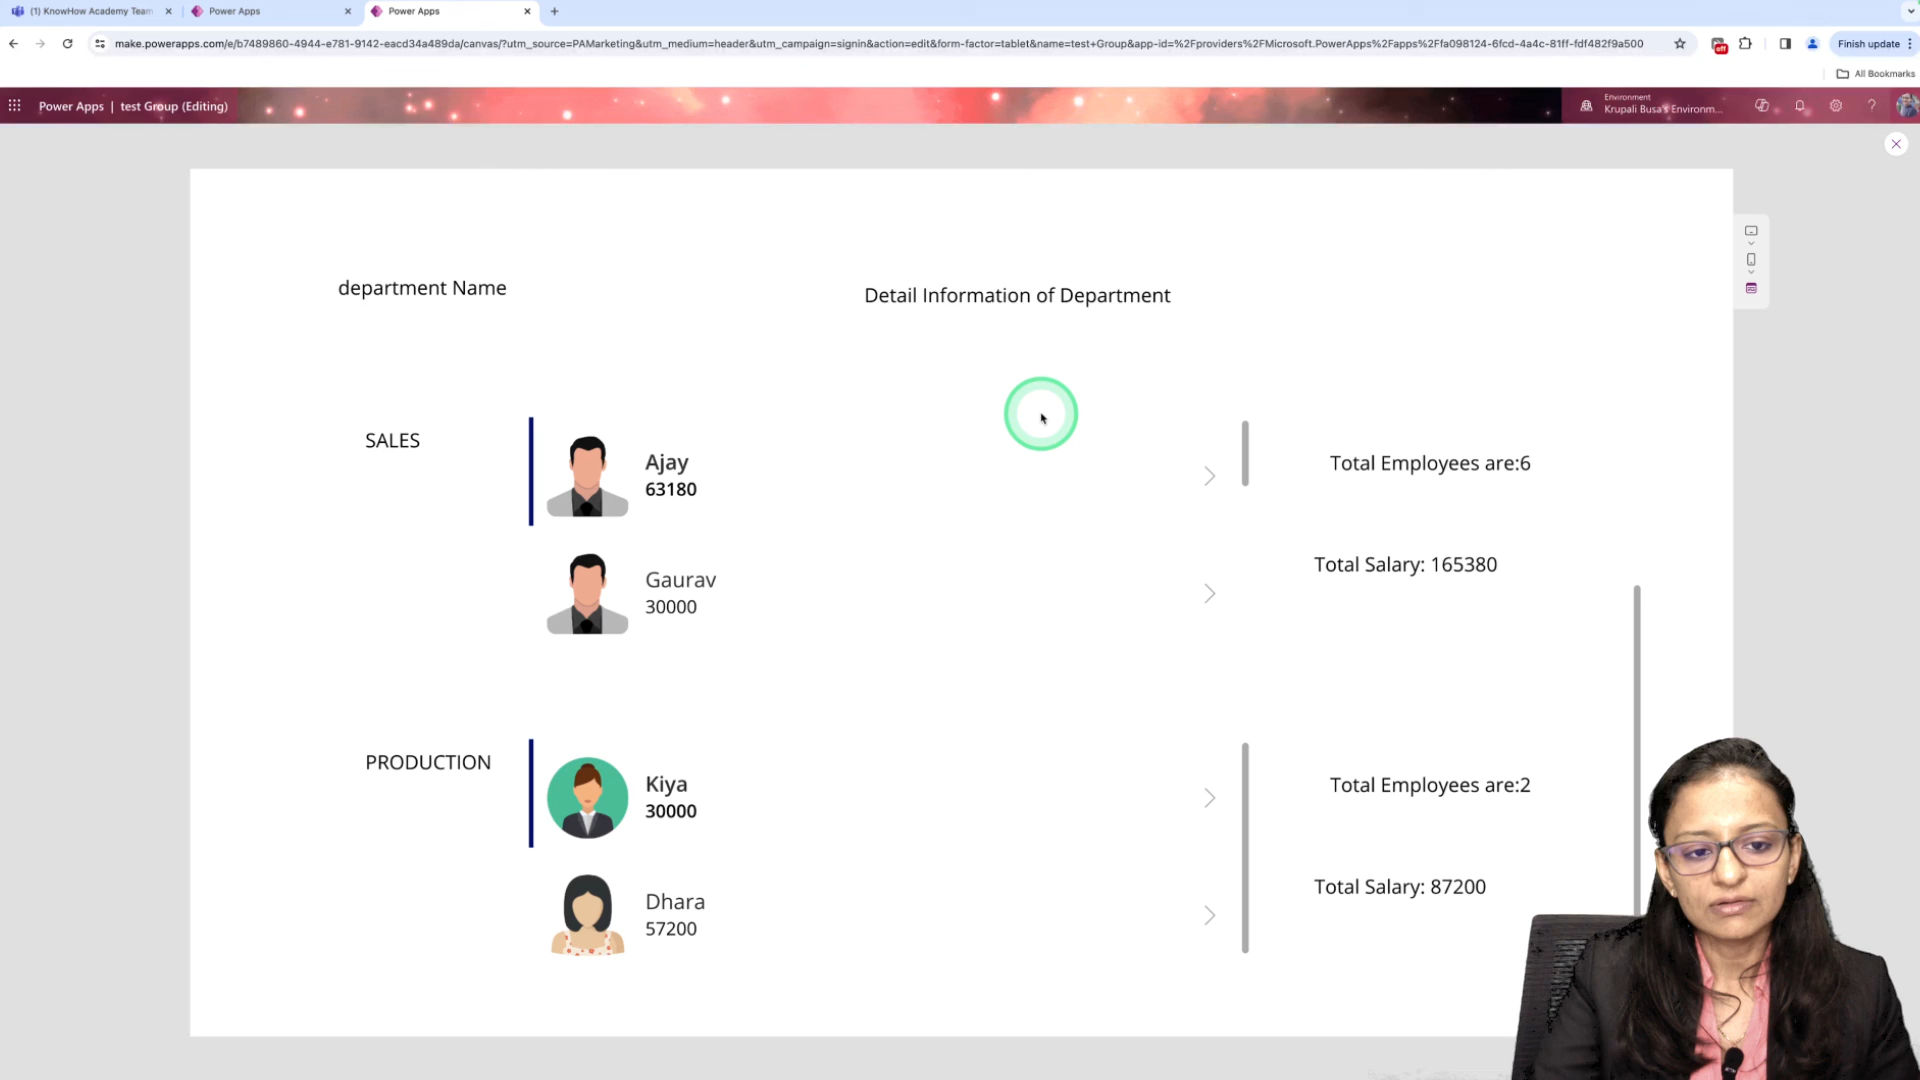 (1) KnowHow Academy Team
Power Apps
Power Apps
make.powerapps.com/e/b7489860-4944-e781-9142-eacd34a489da/canvas/?utm_source=PAMarketing&utm_medium=header&utm_campaign=signin&action=edit&form-factor=tablet&name=test+Group&app-id=%2Fproviders%2FMicrosoft.PowerApps%2Fapps%2Ffa098124-6fcd-4a4c-81ff-fdf482f9a500
off
Finish update
All Bookmarks
Power Apps | test Group (Editing)
Environment
Krupali Busa's Environm...
department Name
Detail Information of Department
SALES
Ajay
63180
Total Employees are:6
Gaurav
30000
Total Salary: 165380
PRODUCTION
Kiya
30000
Total Employees are:2
Dhara
57200
Total Salary: 87200